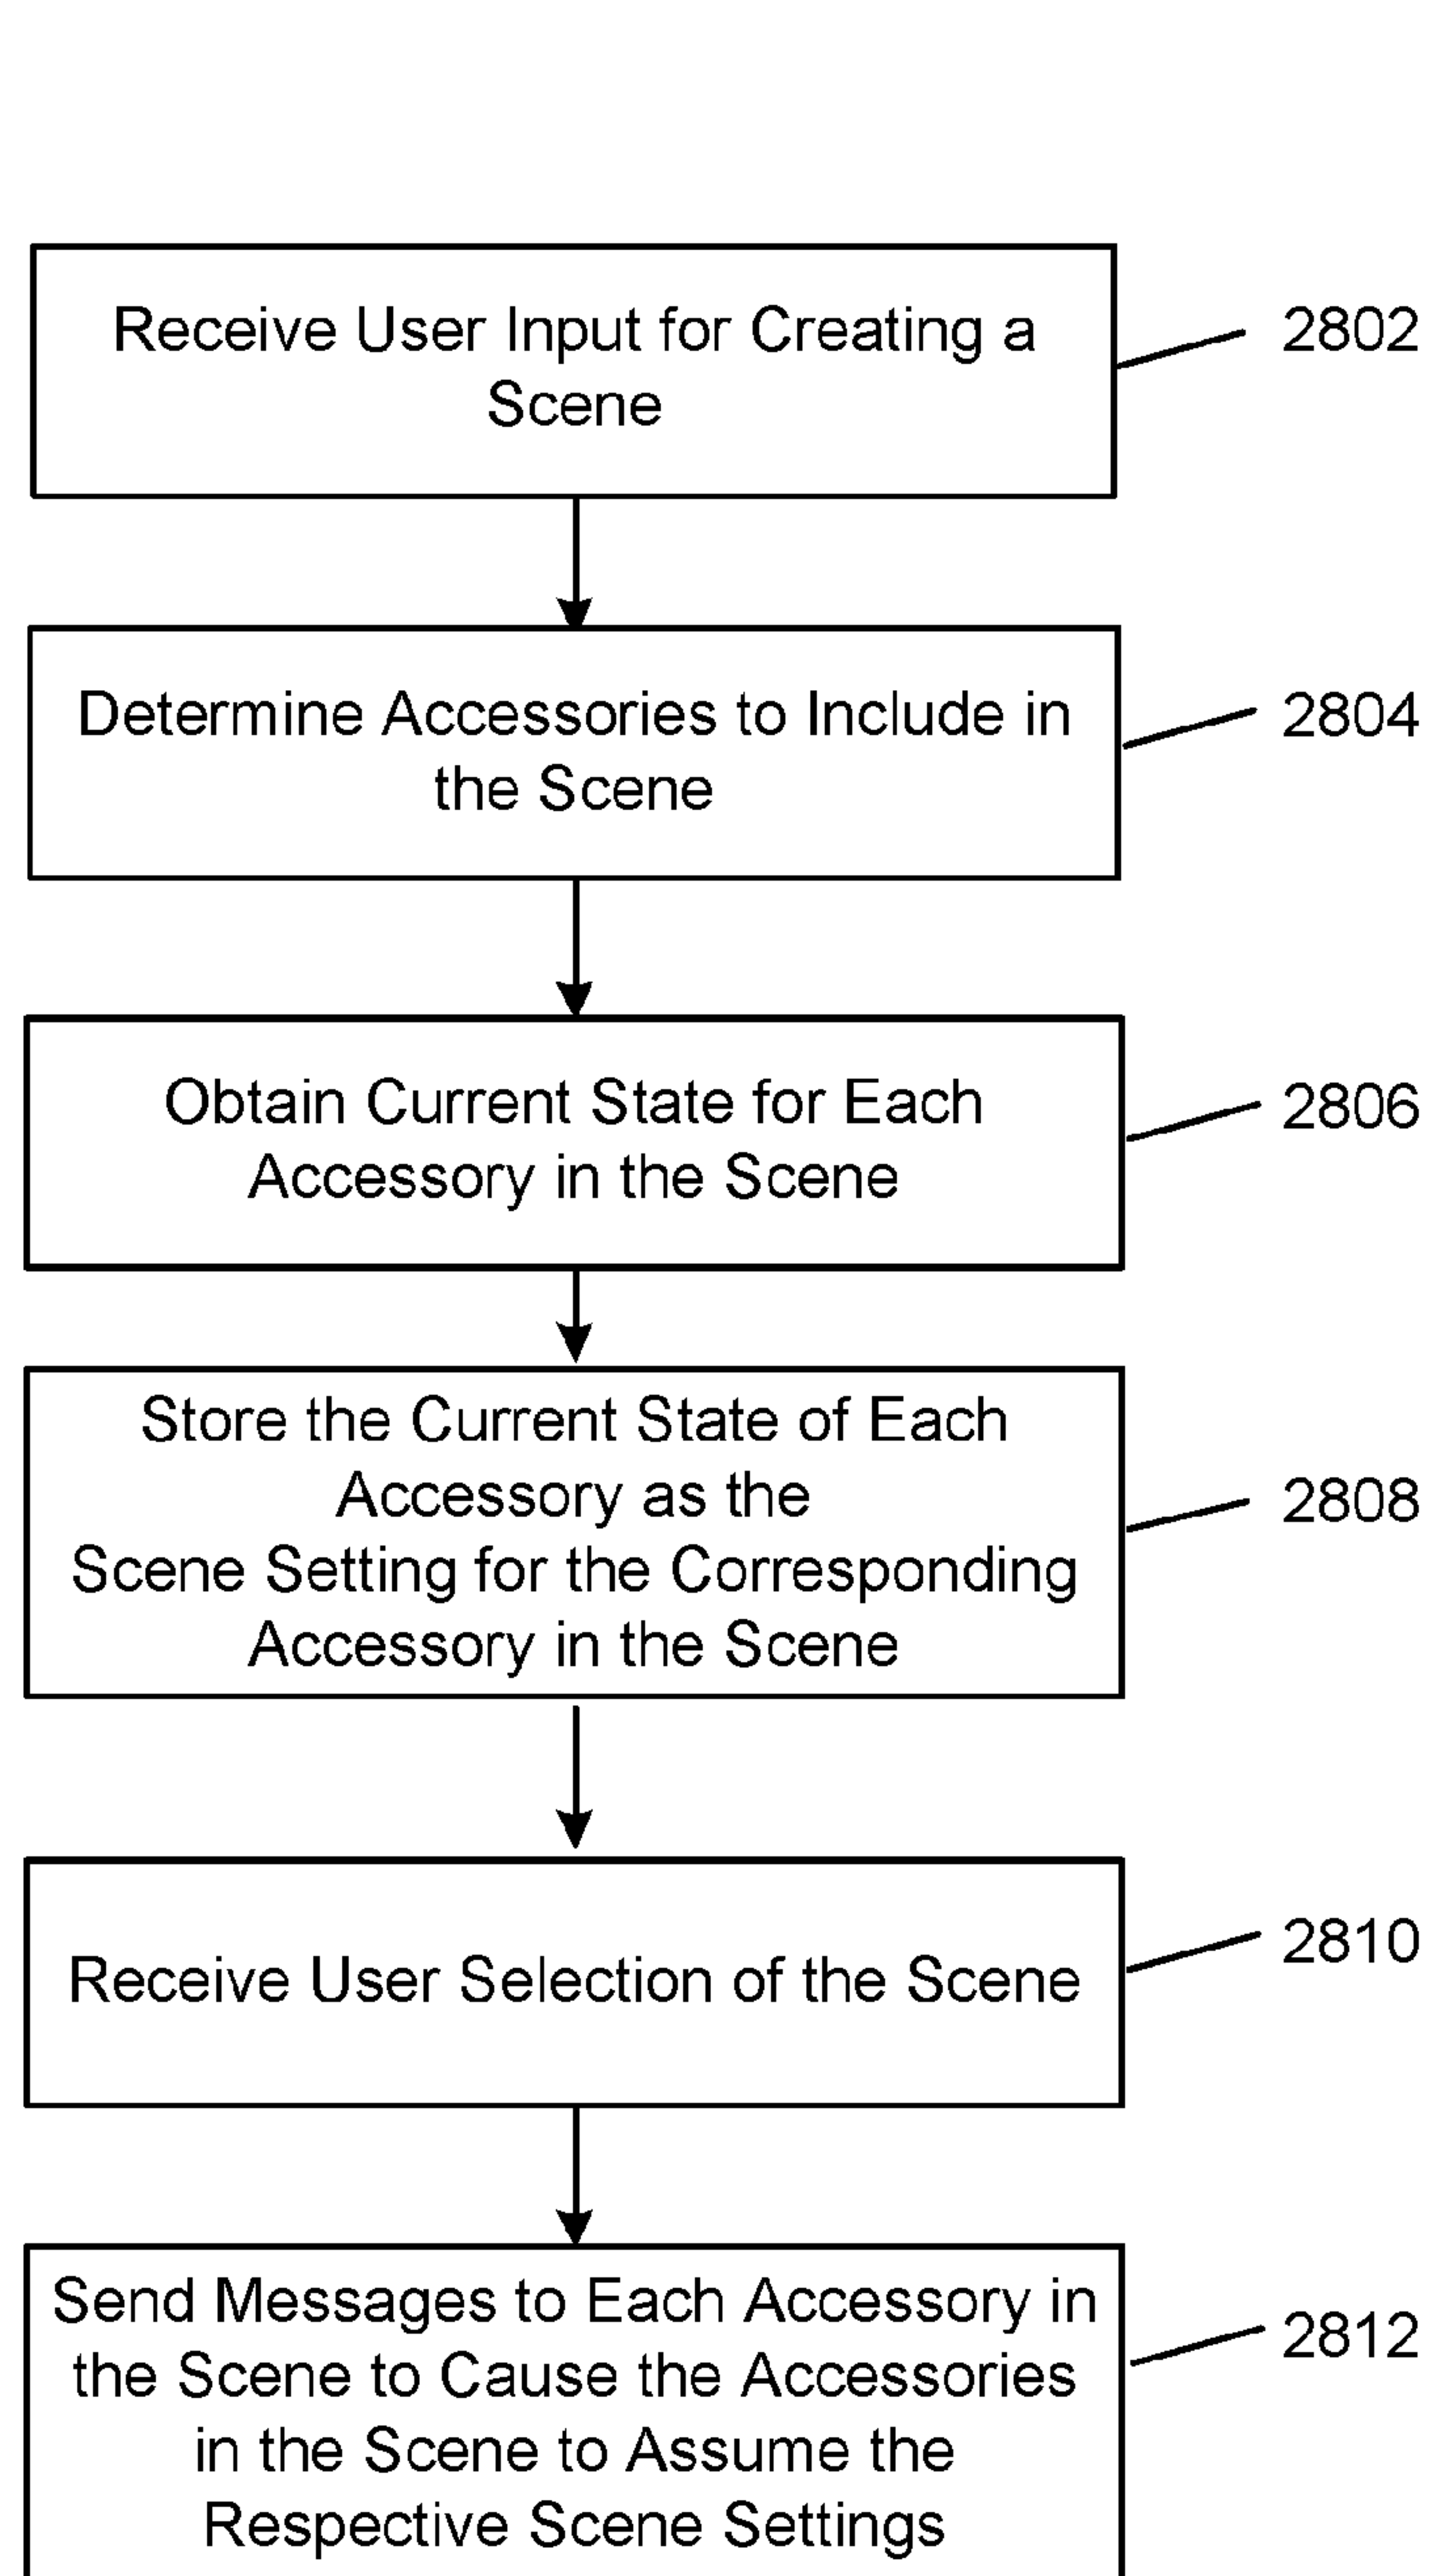 Receive User Input for Creating a
Scene
2802
Determine Accessories to Include in
the Scene
2804
Obtain Current State for Each
Accessory in the Scene
2806
Store the Current State of Each
Accessory as the
Scene Setting for the Corresponding
Accessory in the Scene
2808
Receive User Selection of the Scene
2810
Send Messages to Each Accessory in
the Scene to Cause the Accessories
in the Scene to Assume the
Respective Scene Settings
2812